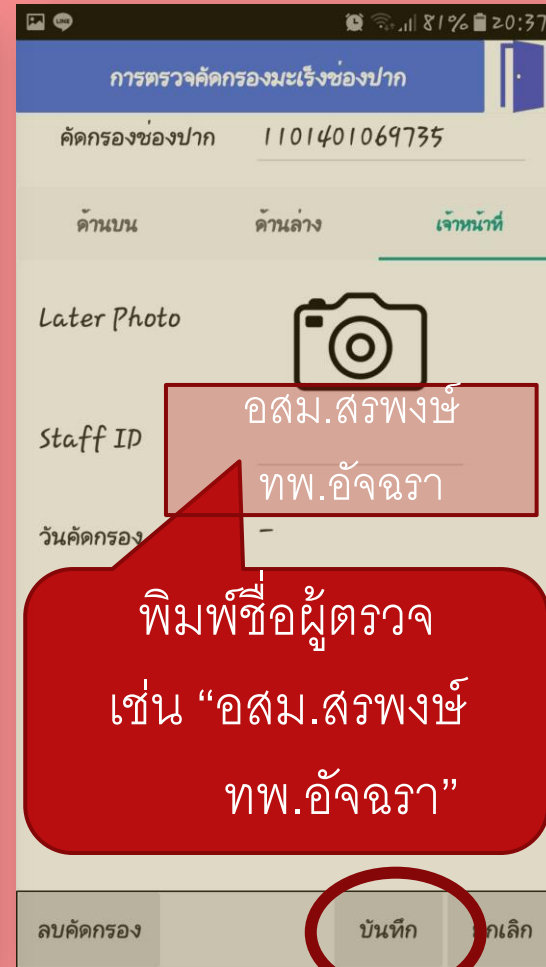 LINE 81% 20:37
การตรวจคัดกรองมะเร็งช่องปาก
คัดกรองช่องปาก 1101401069735
ด้านบน ด้านล่าง เจ้าหน้าที่
Later Photo
อสม.สรพงษ์
Staff ID
ทพ.อัจฉรา
วันคัดกรอง -
พิมพ์ชื่อผู้ตรวจ
เช่น “อสม.สรพงษ์
ทพ.อัจฉรา”
ลบคัดกรอง บันทึก ยกเลิก